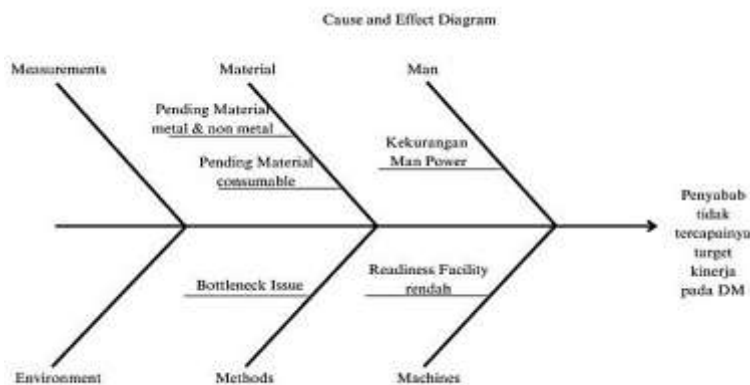 Cause and Effect Diagram
Measurements
Material
Man
Pending Material
metal & non metal
Kekurangan
Man Power
Pending Material
consumable
Penyabab
tidak
tercapainya
target
kinerja
pada DM
Bottleneck Issue
Readiness Facility
rendah
Environment
Methods
Machines